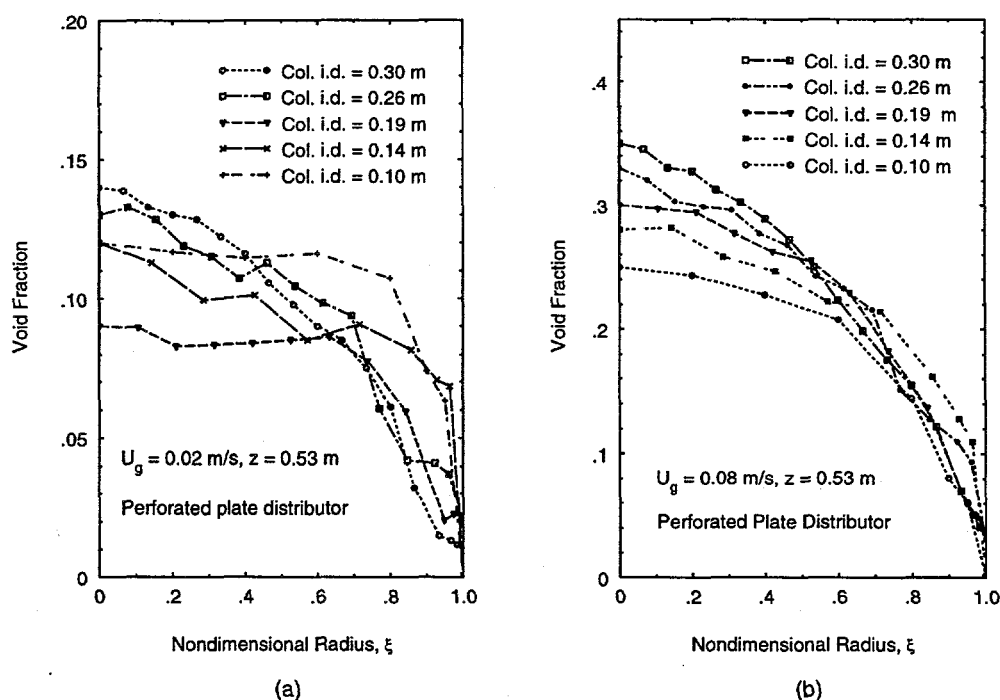 .20
.15
.10
.05
0
Void Fraction
Col. i.d. = 0.30 m
Col. i.d. = 0.26 m
Col. i.d. = 0.19 m
Col. i.d. = 0.14 m
Col. i.d. = 0.10 m
U_g = 0.02 m/s, z = 0.53 m
Perforated plate distributor
0 .2 .4 .6 .8 1.0
Nondimensional Radius, ξ
(a)
.4
.3
.2
.1
0
Void Fraction
Col. i.d. = 0.30 m
Col. i.d. = 0.26 m
Col. i.d. = 0.19 m
Col. i.d. = 0.14 m
Col. i.d. = 0.10 m
U_g = 0.08 m/s, z = 0.53 m
Perforated Plate Distributor
0 .2 .4 .6 .8 1.0
Nondimensional Radius, ξ
(b)